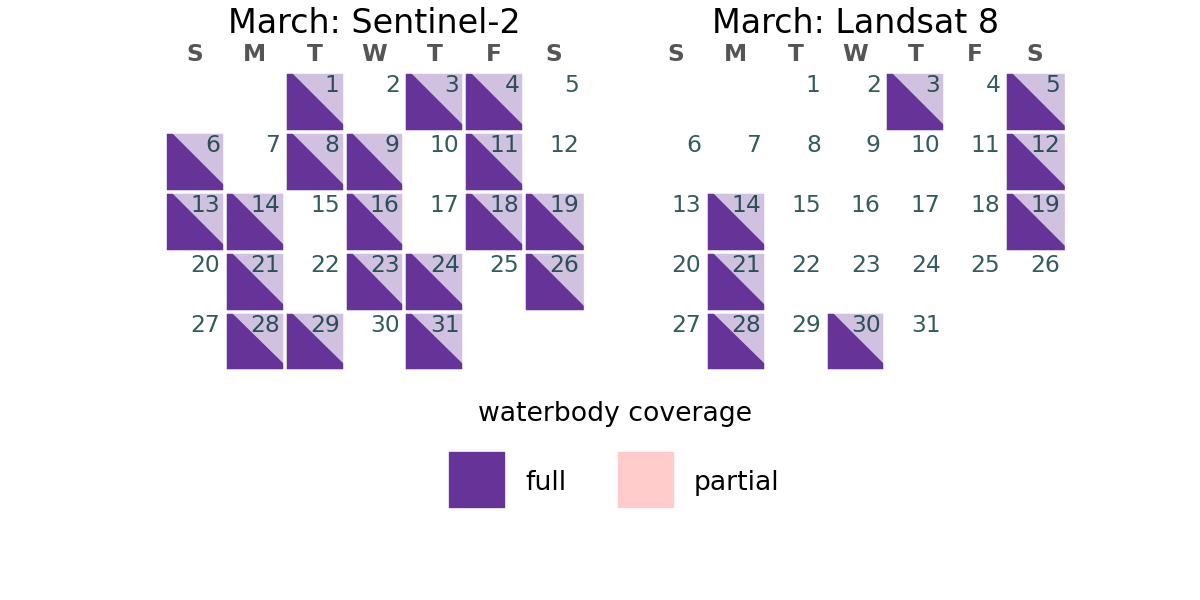 March: Sentinel-2
S M T W T F S
1 2 3 4 5
6 7 8 9 10 11 12
13 14 15 16 17 18 19
20 21 22 23 24 25 26
27 28 29 30 31
March: Landsat 8
S M T W T F S
1 2 3 4 5
6 7 8 9 10 11 12
13 14 15 16 17 18 19
20 21 22 23 24 25 26
27 28 29 30 31
waterbody coverage
full partial